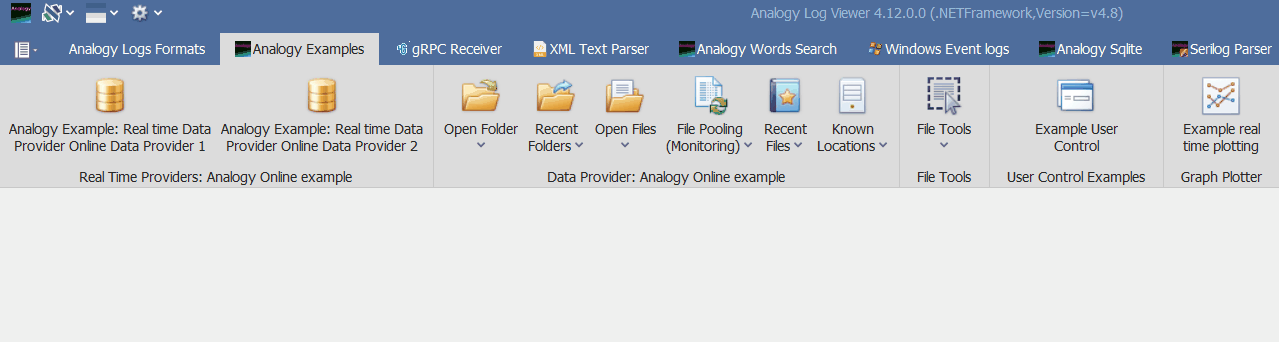 Analogy Log Viewer 4.12.0.0 (.NETFramework,Version=v4.8)
Analogy Logs Formats
Analogy Examples
gRPC Receiver
XML Text Parser
Analogy Words Search
Windows Event logs
Analogy Sqlite
Serilog Parser
Analogy Example: Real time Data
Provider Online Data Provider 1
Analogy Example: Real time Data
Provider Online Data Provider 2
Real Time Providers: Analogy Online example
Open Folder
Recent
Folders
Open Files
File Pooling
(Monitoring)
Recent
Files
Known
Locations
Data Provider: Analogy Online example
File Tools
File Tools
Example User
Control
User Control Examples
Example real
time plotting
Graph Plotter